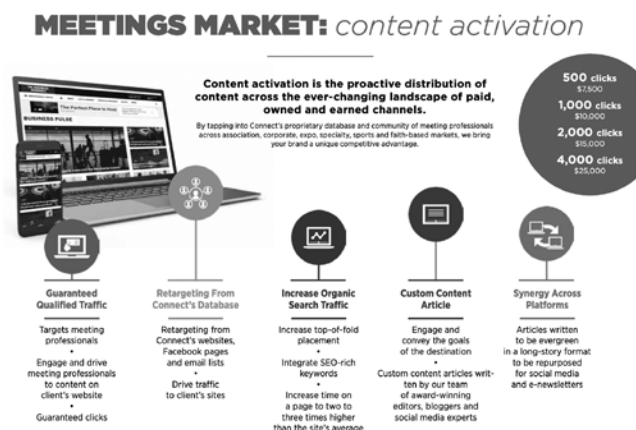 MEETINGS MARKET: content activation
Content activation is the proactive distribution of
content across the ever-changing landscape of paid,
owned and earned channels.
By tapping into Connect's proprietary database and community of meeting professionals
across association, corporate, expo, specialty, sports and faith-based markets, we bring
your brand a unique competitive advantage.
500 clicks
$7,500
1,000 clicks
$10,000
2,000 clicks
$15,000
4,000 clicks
$25,000
The Perfect Place to Meet
BUSINESS PULSE
Guaranteed
Qualified Traffic
Targets meeting
professionals
•
Engage and drive
meeting professionals
to content on
client's website
•
Guaranteed clicks
Retargeting From
Connect's Database
Retargeting from
Connect's websites,
Facebook pages
and email lists
•
Drive traffic
to client's sites
Increase Organic
Search Traffic
Increase top-of-fold
placement
•
Integrate SEO-rich
keywords
•
Increase time on
a page to two to
three times higher
than the site's average
Custom Content
Article
Engage and
convey the goals
of the destination
•
Custom content articles writ-
ten by our team
of award-winning
editors, bloggers and
social media experts
Synergy Across
Platforms
Articles written
to be evergreen
in a long-story format
to be repurposed
for social media
and e-newsletters